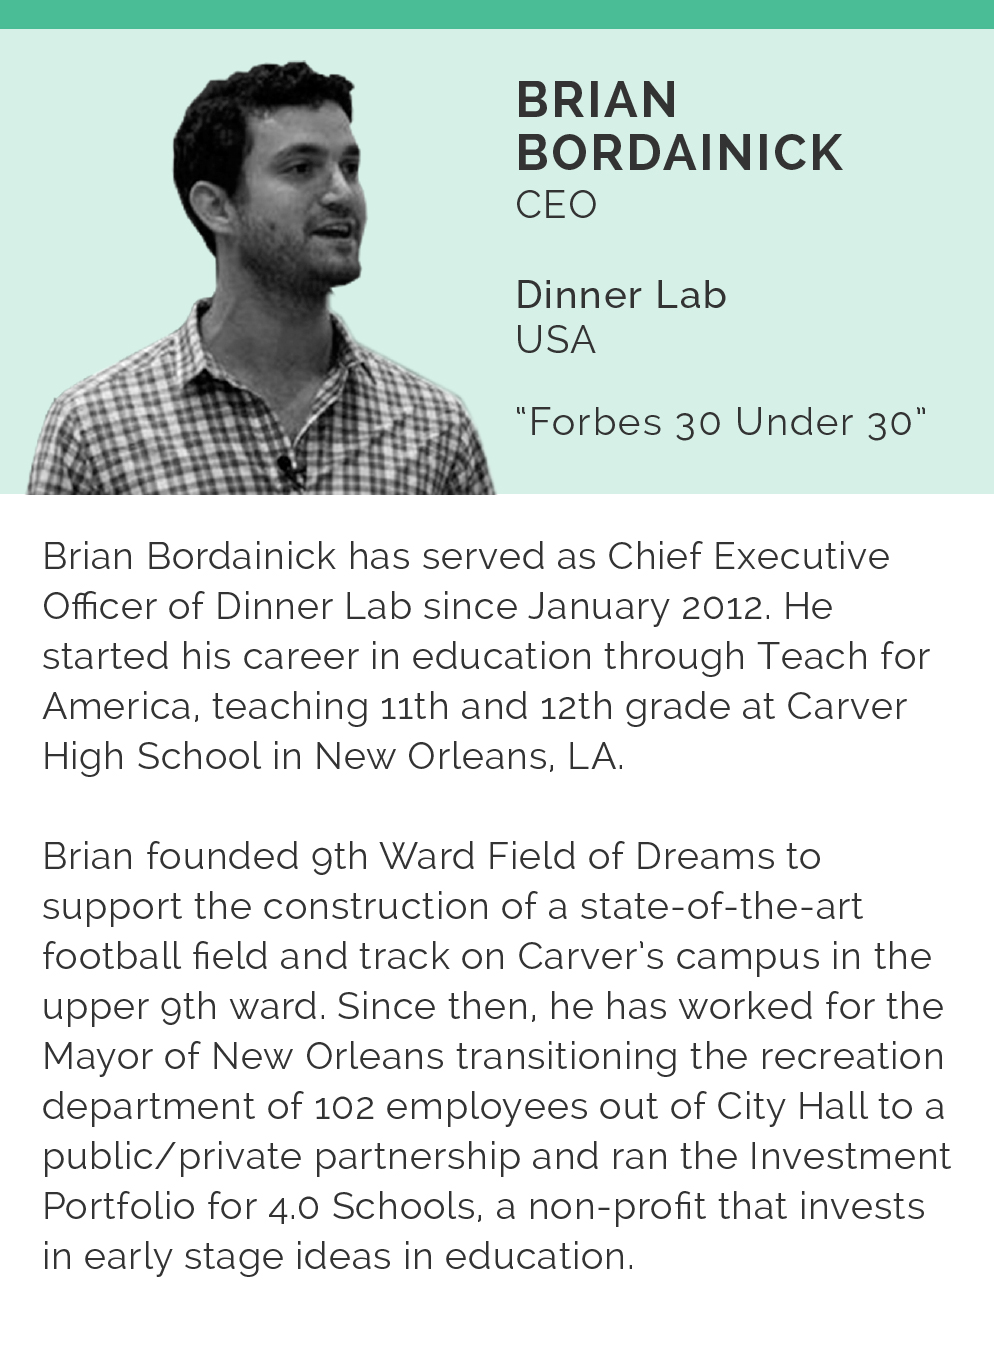 BRIAN
BORDAINICK
CEO
Dinner Lab
USA
“Forbes 30 Under 30”
Brian Bordainick has served as Chief Executive
Officer of Dinner Lab since January 2012. He
started his career in education through Teach for
America, teaching 11th and 12th grade at Carver
High School in New Orleans, LA.
Brian founded 9th Ward Field of Dreams to
support the construction of a state-of-the-art
football field and track on Carver’s campus in the
upper 9th ward. Since then, he has worked for the
Mayor of New Orleans transitioning the recreation
department of 102 employees out of City Hall to a
public/private partnership and ran the Investment
Portfolio for 4.0 Schools, a non-profit that invests
in early stage ideas in education.